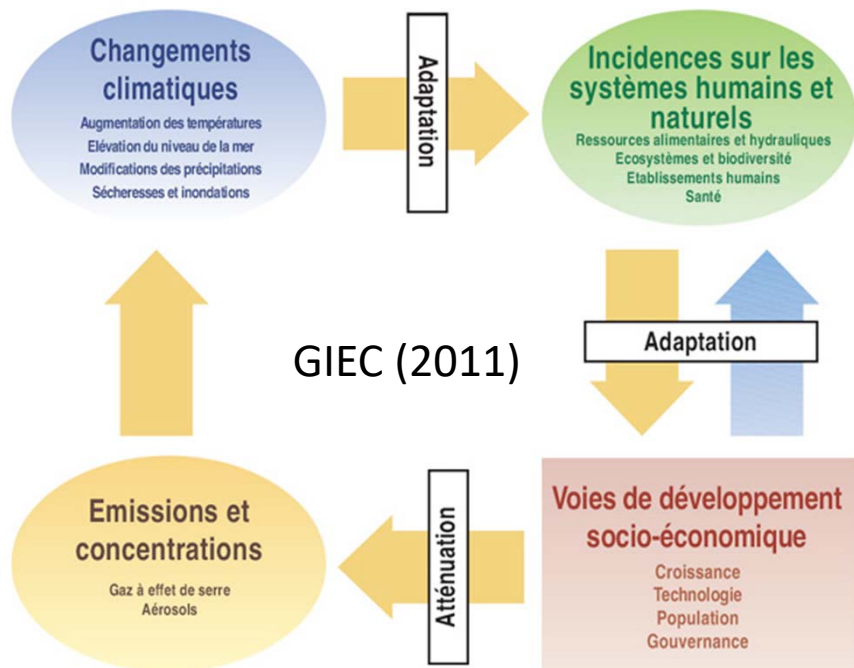 Changements
climatiques
Augmentation des températures
Elévation du niveau de la mer
Modifications des précipitations
Sécheresses et inondations
Adaptation
Incidences sur les
systèmes humains et
naturels
Ressources alimentaires et hydrauliques
Ecosystèmes et biodiversité
Etablissements humains
Santé
GIEC (2011)
Adaptation
Emissions et
concentrations
Gaz à effet de serre
Aérosols
Atténuation
Voies de développement
socio-économique
Croissance
Technologie
Population
Gouvernance